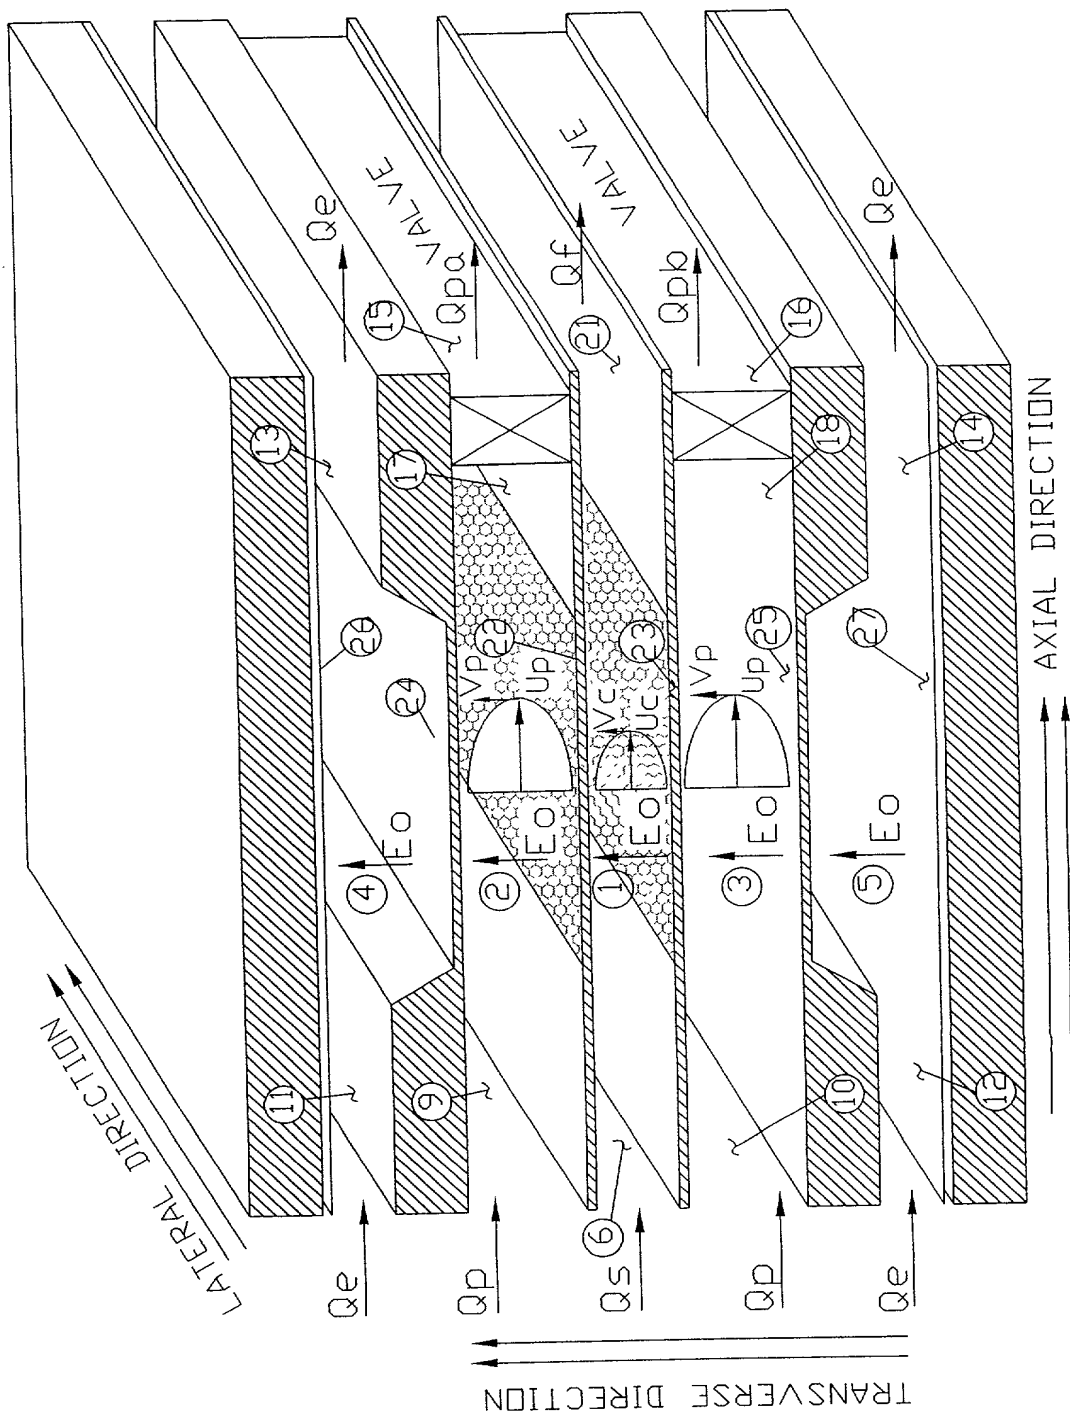 LATERAL DIRECTION
TRANSVERSE DIRECTION
AXIAL DIRECTION
Qe
Qp
Qs
Qp
Qe
Qe
Qpa
Qf
Qpb
Qe
VALVE
VALVE
11
9
6
10
12
13
26
24
17
15
22
21
23
25
16
18
27
14
4
Eo
2
Eo
1
Eo
3
Eo
5
Eo
Vp
Up
Vc
Uc
Vp
Up